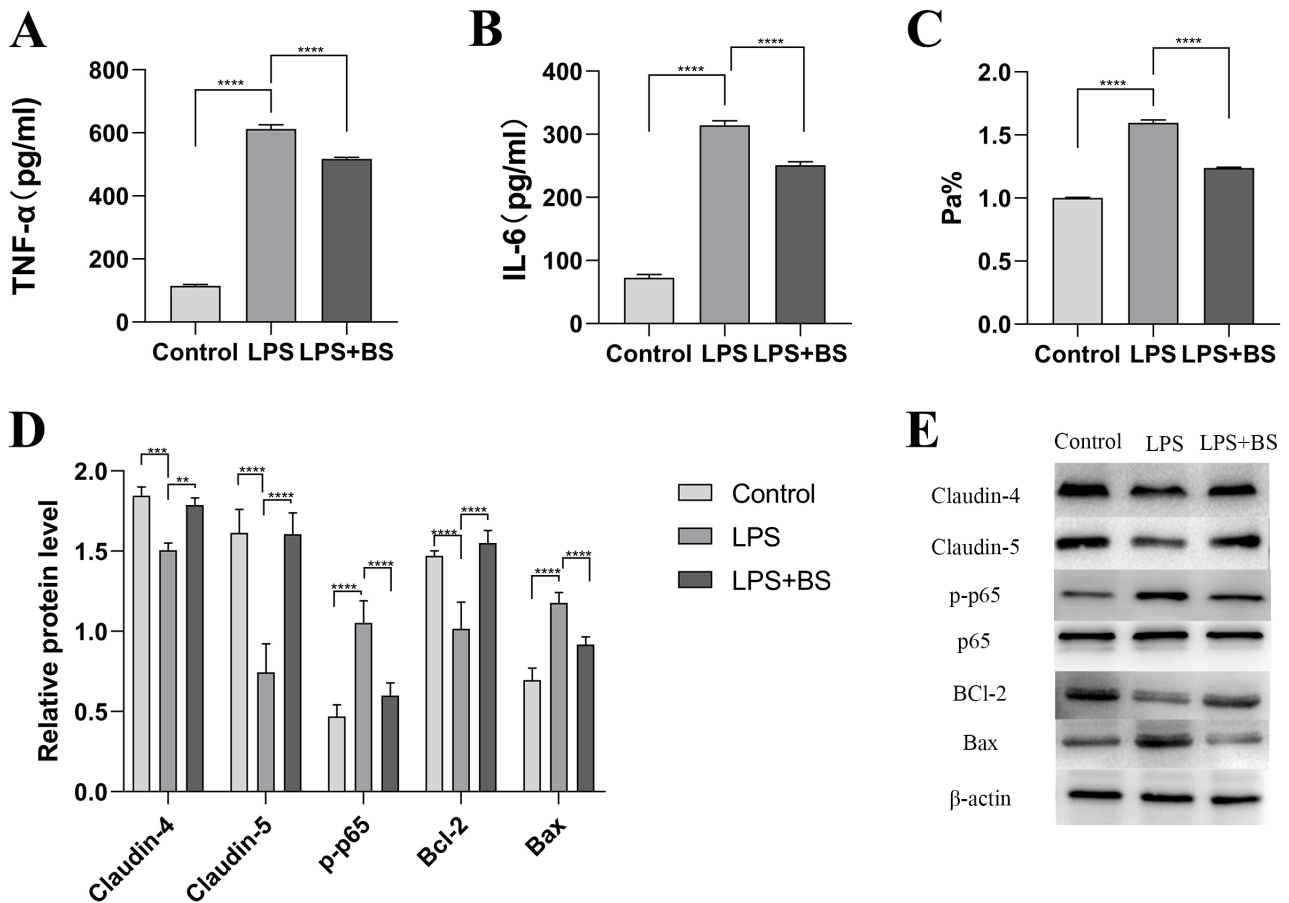 A
TNF-α（pg/ml)
800
600
400
200
0
****
****
Control LPS LPS+BS
B
IL-6（pg/ml）
400
300
200
100
0
****
****
Control LPS LPS+BS
C
Pa%
2.0
1.5
1.0
0.5
0.0
****
****
Control LPS LPS+BS
D
Relative protein level
2.0
1.5
1.0
0.5
0.0
***
**
****
****
****
****
****
****
****
****
Claudin-4
Claudin-5
p-p65
Bcl-2
Bax
Control
LPS
LPS+BS
E
Control LPS LPS+BS
Claudin-4
Claudin-5
p-p65
p65
BCl-2
Bax
β-actin